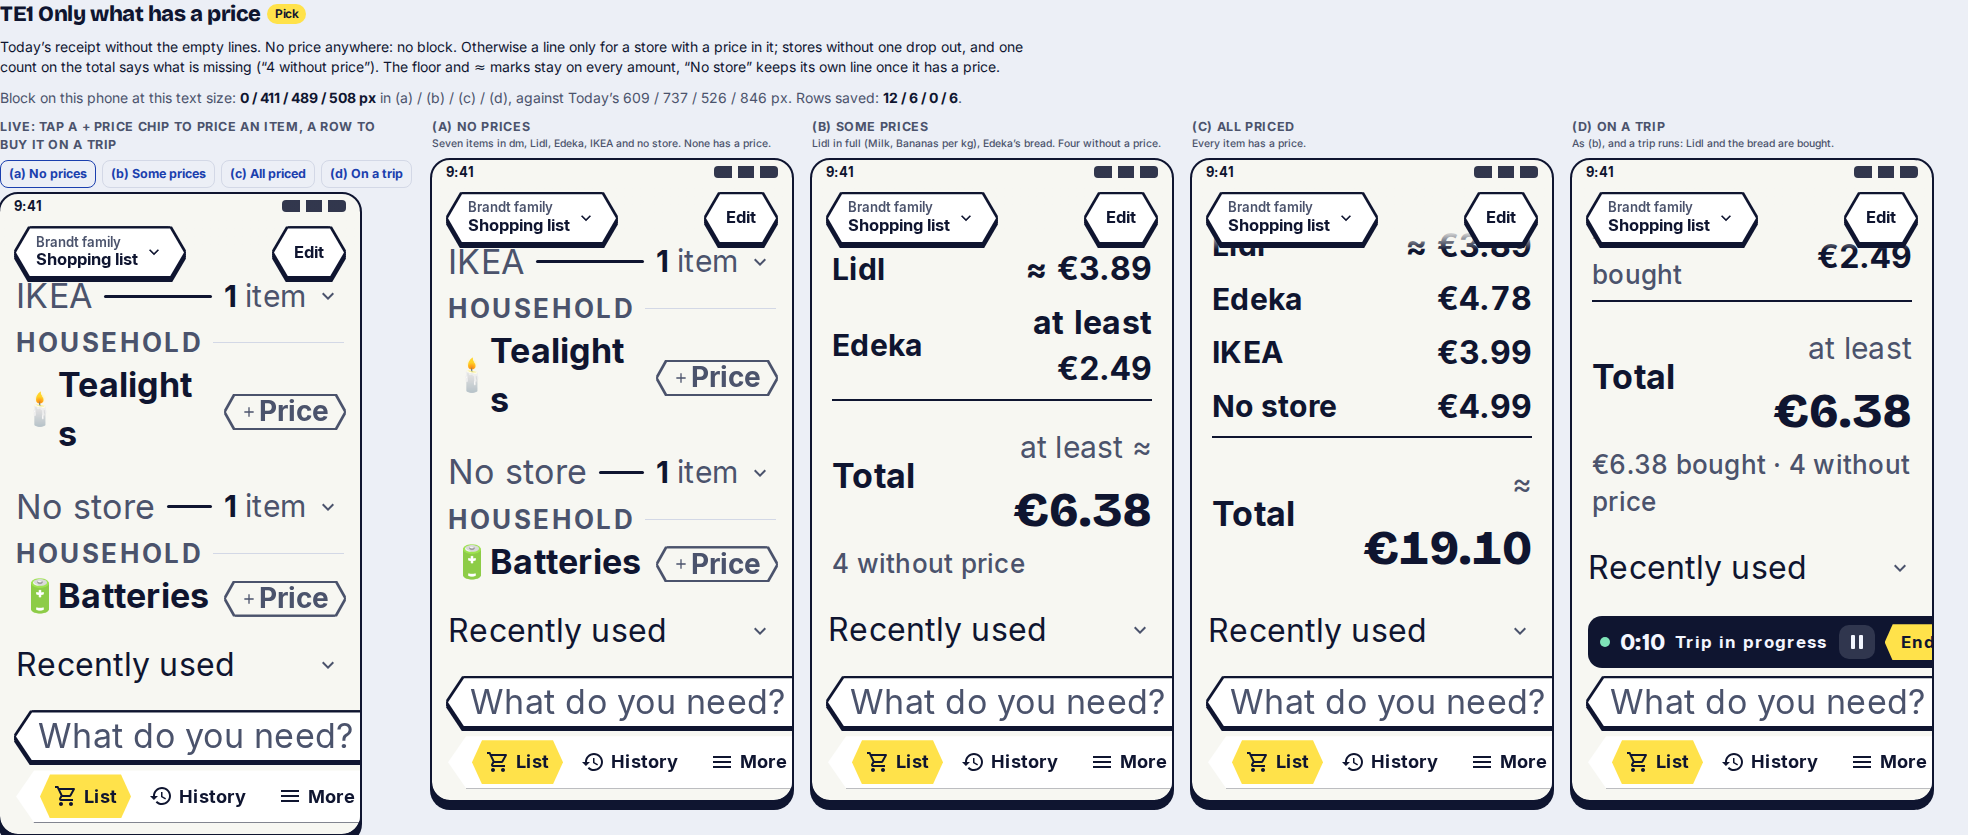 TE1 Only what has a price Pick
Today's receipt without the empty lines. No price anywhere: no block. Otherwise a line only for a store with a price in it; stores without one drop out, and one
count on the total says what is missing (“4 without price”). The floor and ≈ marks stay on every amount, “No store” keeps its own line once it has a price.
Block on this phone at this text size: 0 / 411 / 489 / 508 px in (a) / (b) / (c) / (d), against Today's 609 / 737 / 526 / 846 px. Rows saved: 12 / 6 / 0 / 6.
LIVE: TAP A + PRICE CHIP TO PRICE AN ITEM, A ROW TO
BUY IT ON A TRIP
(a) No prices
(b) Some prices
(c) All priced
(d) On a trip
9:41
Brandt family
Shopping list
Edit
IKEA 1 item
HOUSEHOLD
Tealight
s
+ Price
No store 1 item
HOUSEHOLD
Batteries
+ Price
Recently used
What do you need?
List
History
More
(A) NO PRICES
Seven items in dm, Lidl, Edeka, IKEA and no store. None has a price.
9:41
Brandt family
Shopping list
Edit
IKEA 1 item
HOUSEHOLD
Tealight
s
+ Price
No store 1 item
HOUSEHOLD
Batteries
+ Price
Recently used
What do you need?
List
History
More
(B) SOME PRICES
Lidl in full (Milk, Bananas per kg), Edeka's bread. Four without a price.
9:41
Brandt family
Shopping list
Edit
Lidl ≈ €3.89
Edeka at least
€2.49
Total at least ≈
€6.38
4 without price
Recently used
What do you need?
List
History
More
(C) ALL PRICED
Every item has a price.
9:41
Brandt family
Shopping list
Edit
Lidl ≈ €3.89
Edeka €4.78
IKEA €3.99
No store €4.99
Total ≈
€19.10
Recently used
What do you need?
List
History
More
(D) ON A TRIP
As (b), and a trip runs: Lidl and the bread are bought.
9:41
Brandt family
Shopping list
Edit
bought €2.49
Total at least
€6.38
€6.38 bought · 4 without
price
Recently used
0:10 Trip in progress
End
What do you need?
List
History
More